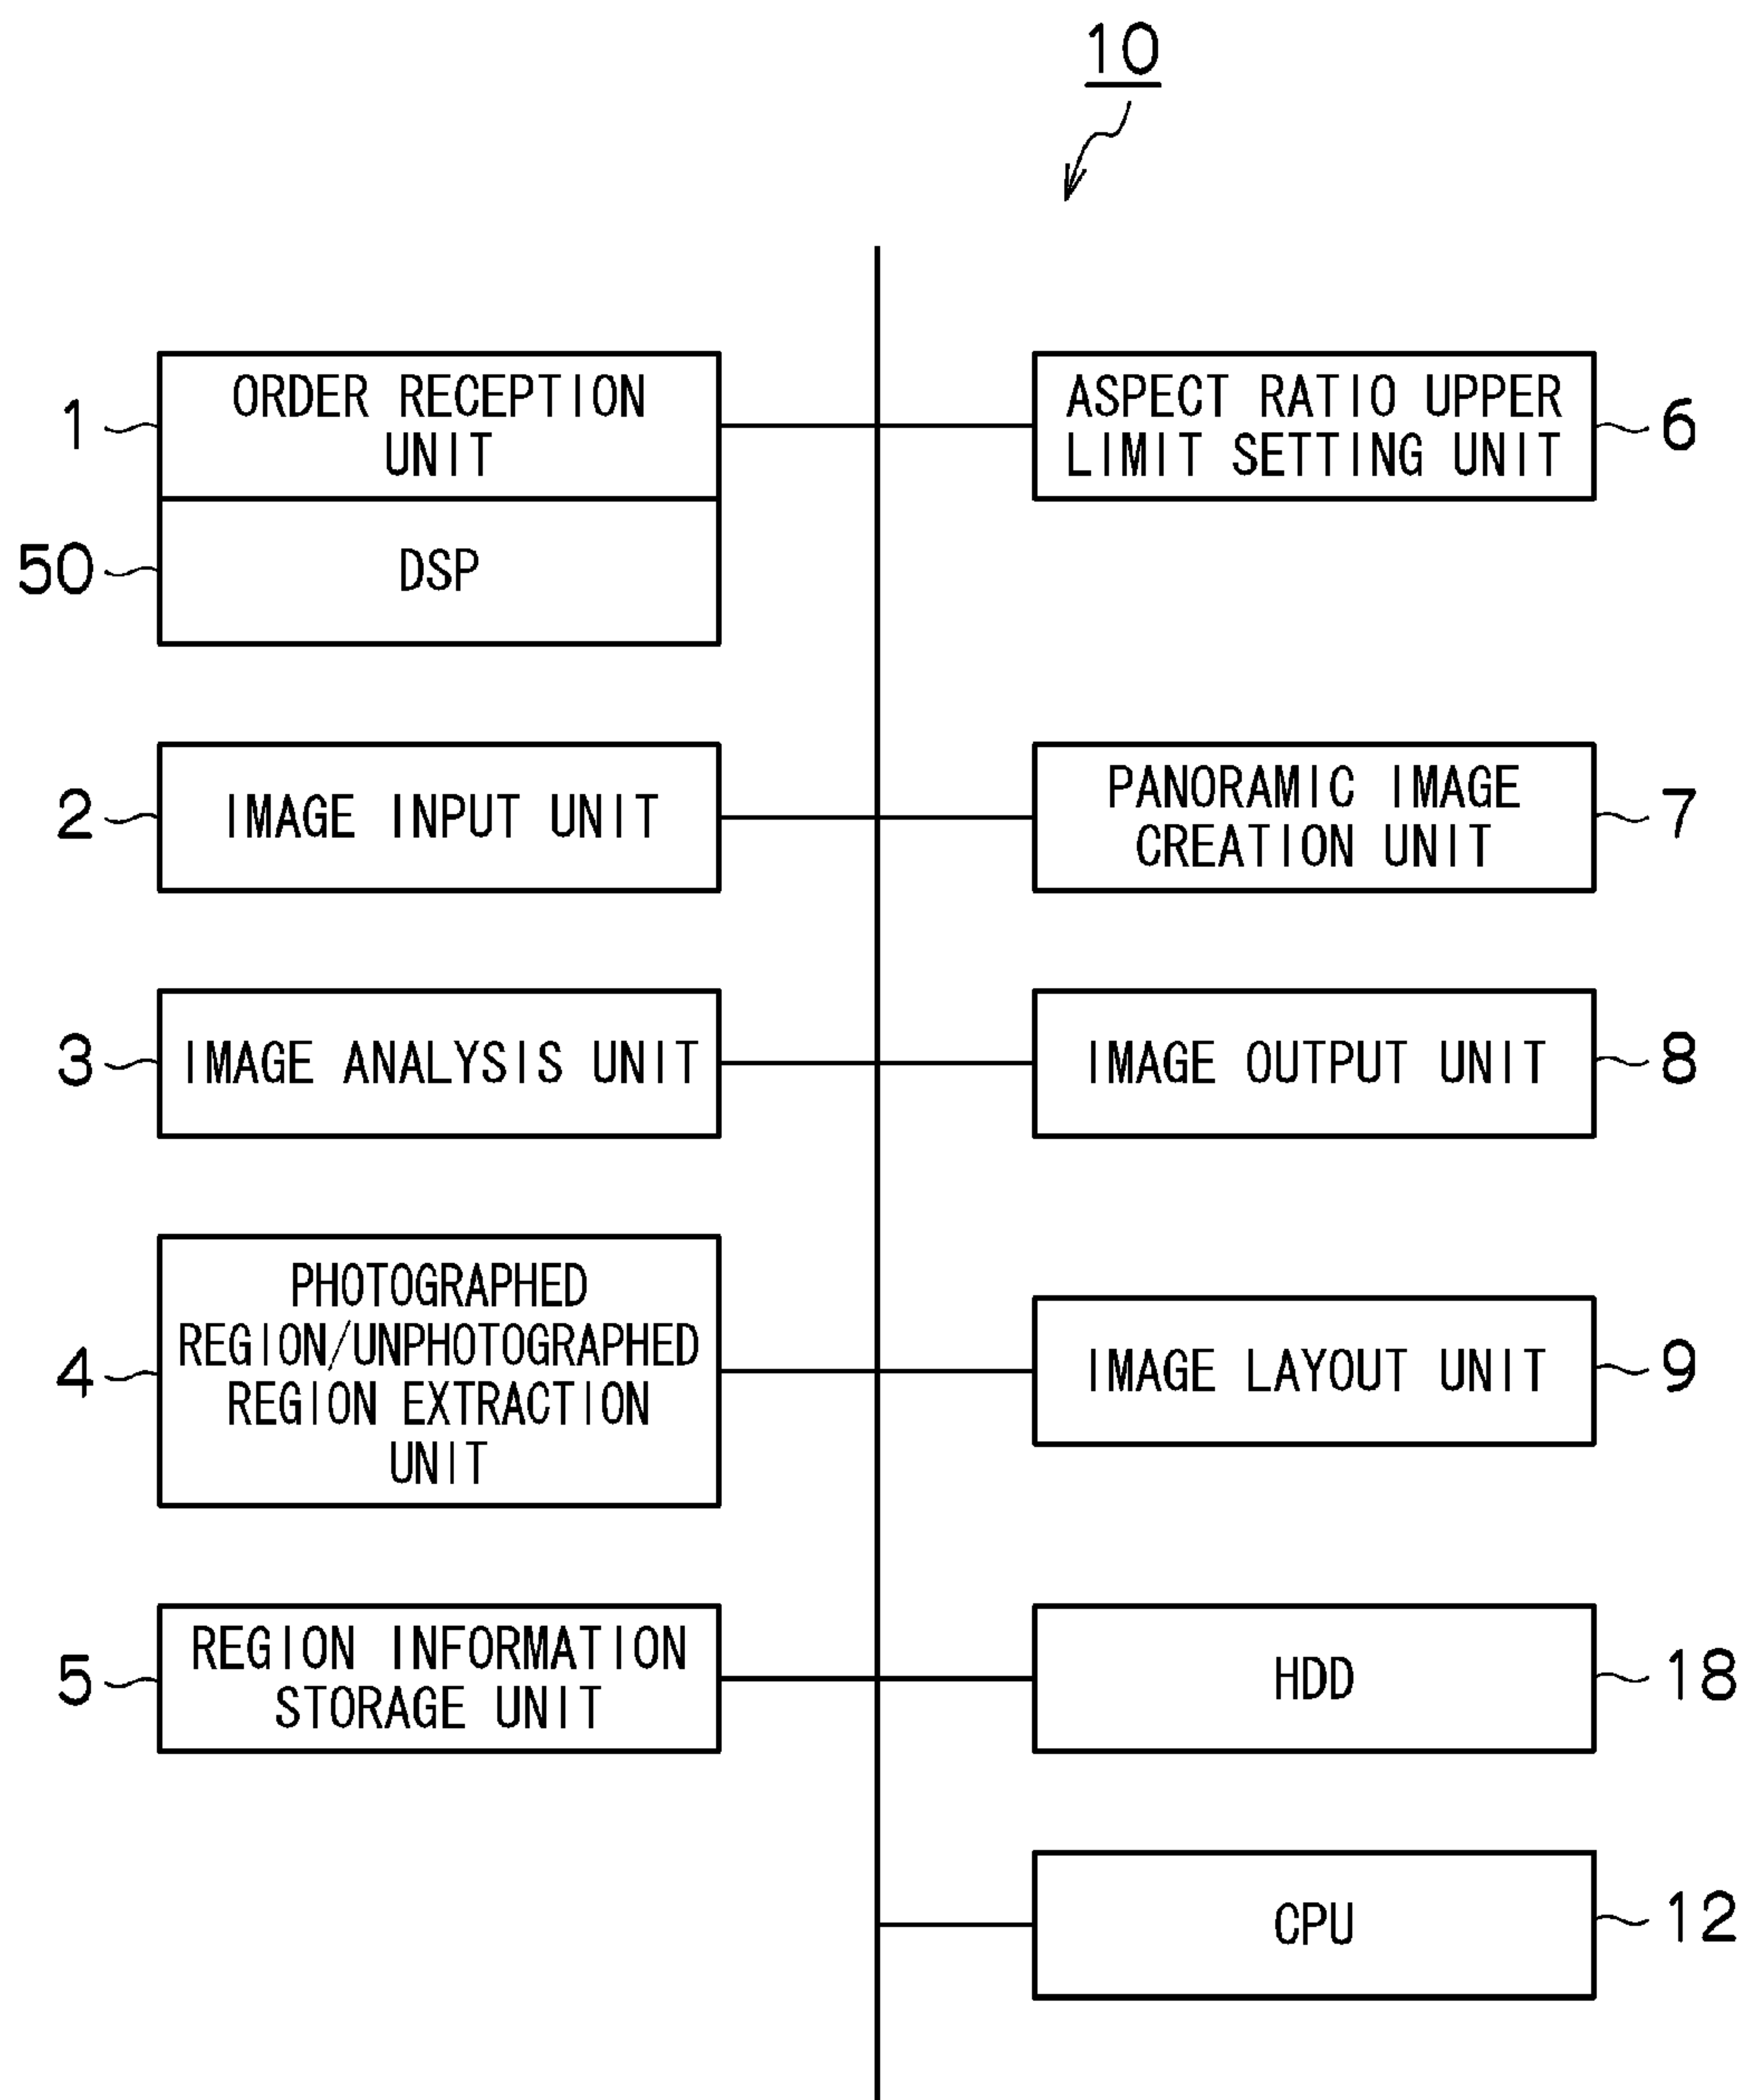 10
1
ORDER RECEPTION
UNIT
50
DSP
2
IMAGE INPUT UNIT
3
IMAGE ANALYSIS UNIT
4
PHOTOGRAPHED
REGION/UNPHOTOGRAPHED
REGION EXTRACTION
UNIT
5
REGION INFORMATION
STORAGE UNIT
ASPECT RATIO UPPER
LIMIT SETTING UNIT
6
PANORAMIC IMAGE
CREATION UNIT
7
IMAGE OUTPUT UNIT
8
IMAGE LAYOUT UNIT
9
HDD
18
CPU
12